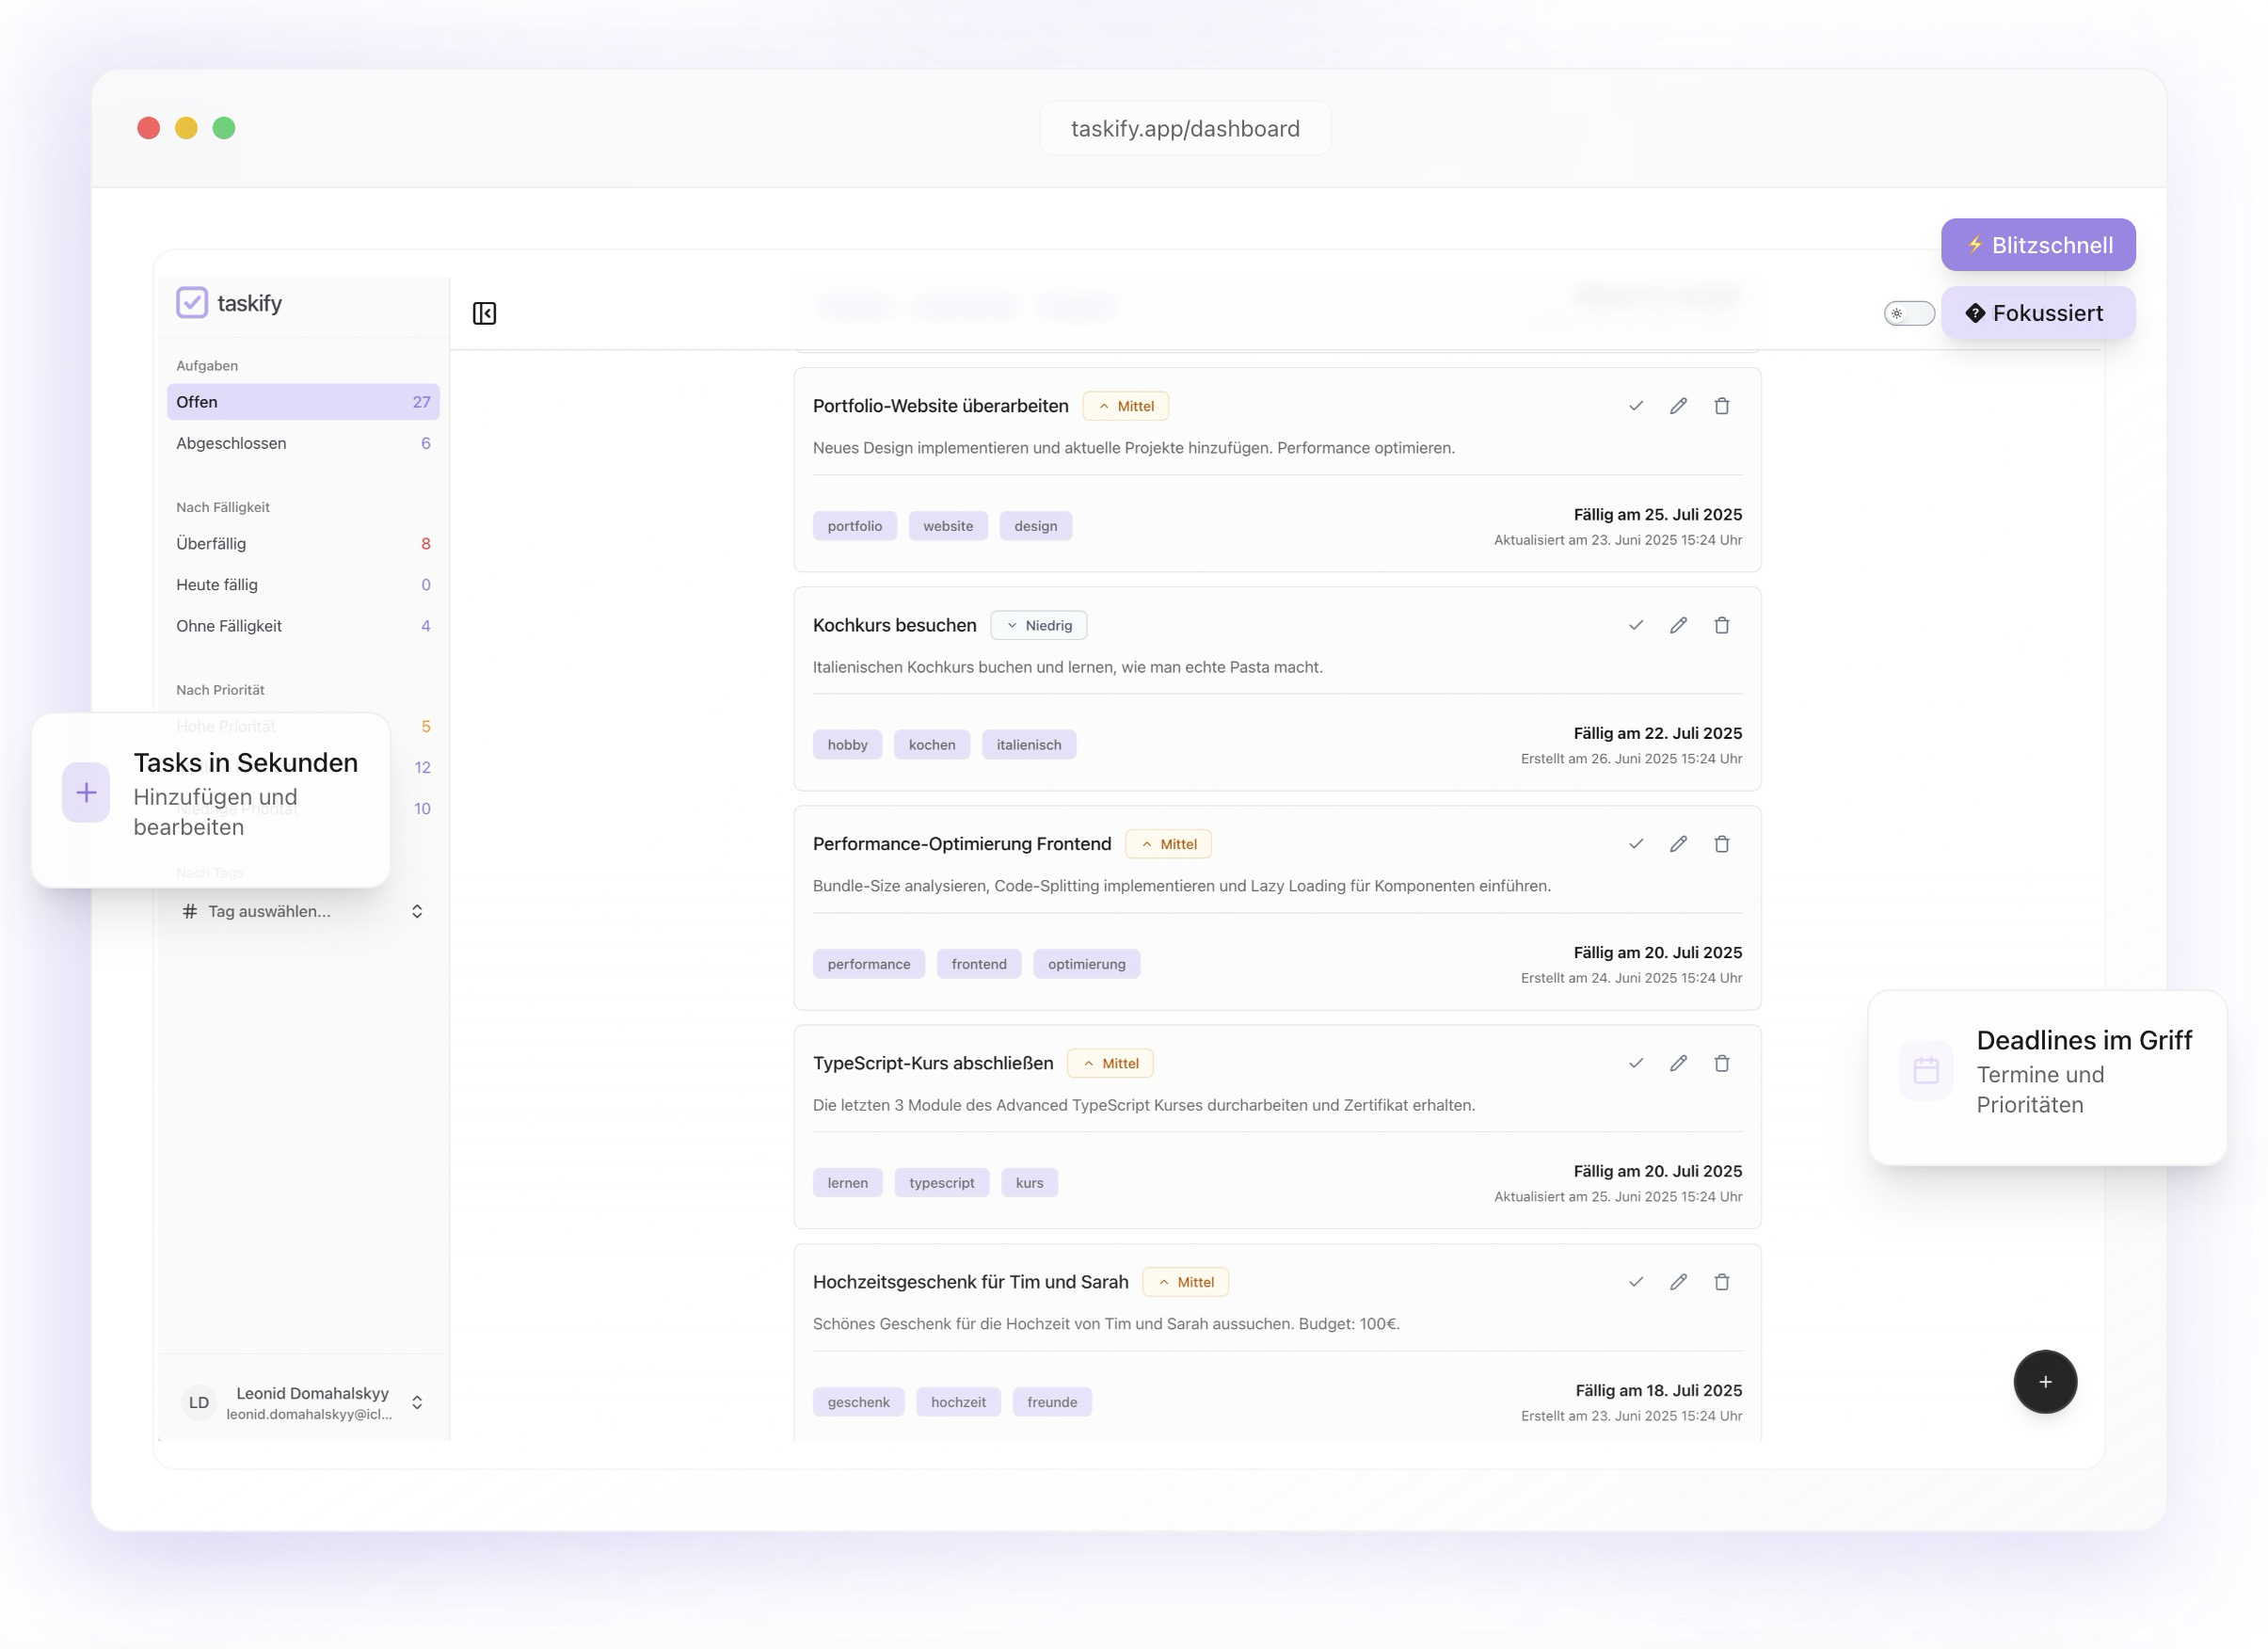 taskify.app/dashboard
⚡ Blitzschnell
Fokussiert
taskify
Aufgaben
Offen 27
Abgeschlossen 6
Nach Fälligkeit
Überfällig 8
Heute fällig 0
Ohne Fälligkeit 4
Nach Priorität
Hohe Priorität 5
12
Niedrige Priorität 10
Tasks in Sekunden
Hinzufügen und
bearbeiten
Nach Tags
# Tag auswählen...
LD
Leonid Domahalskyy
leonid.domahalskyy@icl...
Portfolio-Website überarbeiten Mittel
Neues Design implementieren und aktuelle Projekte hinzufügen. Performance optimieren.
portfolio website design
Fällig am 25. Juli 2025
Aktualisiert am 23. Juni 2025 15:24 Uhr
Kochkurs besuchen Niedrig
Italienischen Kochkurs buchen und lernen, wie man echte Pasta macht.
hobby kochen italienisch
Fällig am 22. Juli 2025
Erstellt am 26. Juni 2025 15:24 Uhr
Performance-Optimierung Frontend Mittel
Bundle-Size analysieren, Code-Splitting implementieren und Lazy Loading für Komponenten einführen.
performance frontend optimierung
Fällig am 20. Juli 2025
Erstellt am 24. Juni 2025 15:24 Uhr
TypeScript-Kurs abschließen Mittel
Die letzten 3 Module des Advanced TypeScript Kurses durcharbeiten und Zertifikat erhalten.
lernen typescript kurs
Fällig am 20. Juli 2025
Aktualisiert am 25. Juni 2025 15:24 Uhr
Hochzeitsgeschenk für Tim und Sarah Mittel
Schönes Geschenk für die Hochzeit von Tim und Sarah aussuchen. Budget: 100€.
geschenk hochzeit freunde
Fällig am 18. Juli 2025
Erstellt am 23. Juni 2025 15:24 Uhr
Deadlines im Griff
Termine und
Prioritäten